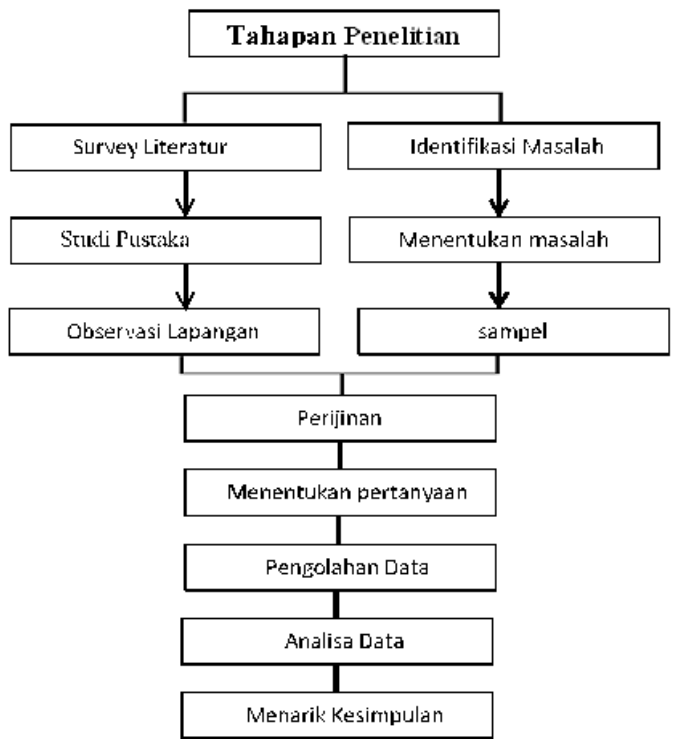 Tahapan Penelitian
Survey Literatur
Identifikasi Masalah
Studi Pustaka
Menentukan masalah
Observasi Lapangan
sampel
Perijinan
Menentukan pertanyaan
Pengolahan Data
Analisa Data
Menarik Kesimpulan